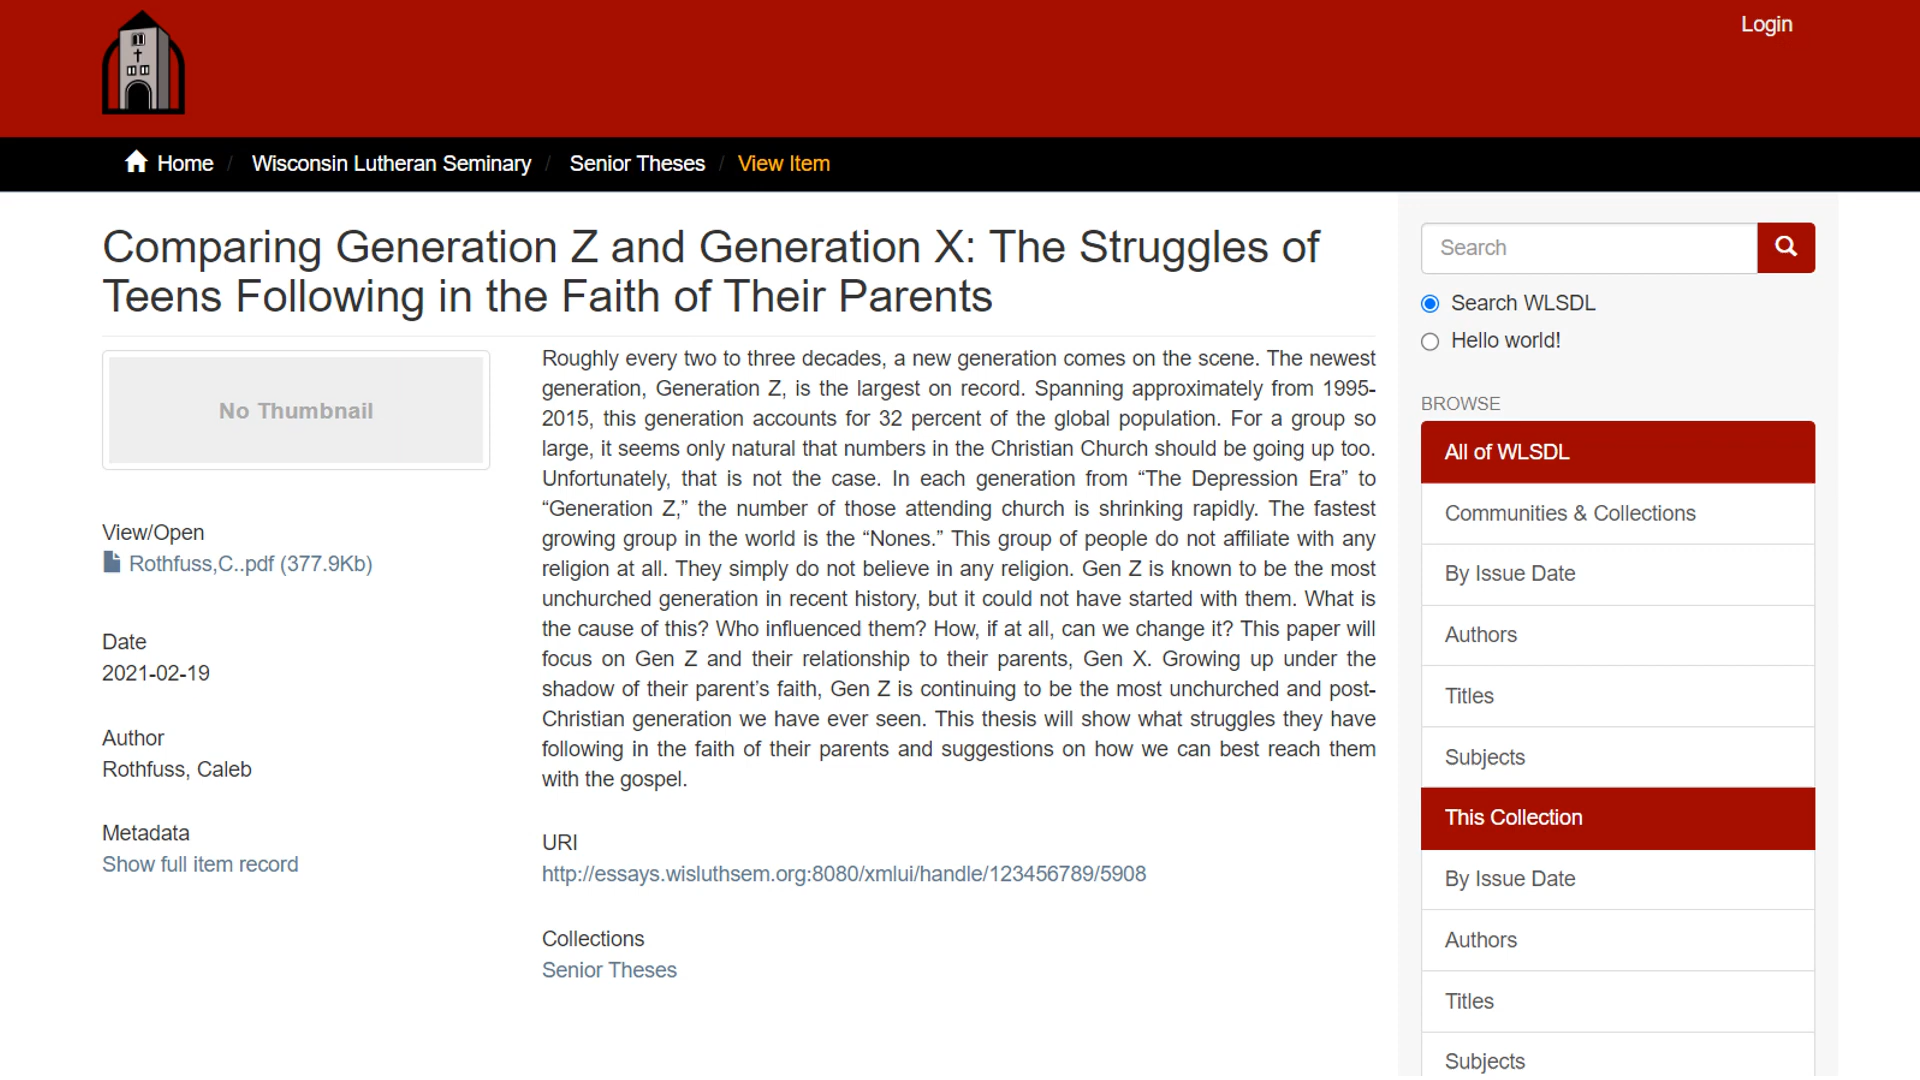 Login
Home / Wisconsin Lutheran Seminary / Senior Theses / View Item
Comparing Generation Z and Generation X: The Struggles of
Teens Following in the Faith of Their Parents
No Thumbnail
View/Open
Rothfuss,C..pdf (377.9Kb)
Date
2021-02-19
Author
Rothfuss, Caleb
Metadata
Show full item record
Roughly every two to three decades, a new generation comes on the scene. The newest
generation, Generation Z, is the largest on record. Spanning approximately from 1995-
2015, this generation accounts for 32 percent of the global population. For a group so
large, it seems only natural that numbers in the Christian Church should be going up too.
Unfortunately, that is not the case. In each generation from “The Depression Era” to
“Generation Z,” the number of those attending church is shrinking rapidly. The fastest
growing group in the world is the “Nones.” This group of people do not affiliate with any
religion at all. They simply do not believe in any religion. Gen Z is known to be the most
unchurched generation in recent history, but it could not have started with them. What is
the cause of this? Who influenced them? How, if at all, can we change it? This paper will
focus on Gen Z and their relationship to their parents, Gen X. Growing up under the
shadow of their parent’s faith, Gen Z is continuing to be the most unchurched and post-
Christian generation we have ever seen. This thesis will show what struggles they have
following in the faith of their parents and suggestions on how we can best reach them
with the gospel.
URI
http://essays.wisluthsem.org:8080/xmlui/handle/123456789/5908
Collections
Senior Theses
Search
Search WLSDL
Hello world!
BROWSE
All of WLSDL
Communities & Collections
By Issue Date
Authors
Titles
Subjects
This Collection
By Issue Date
Authors
Titles
Subjects